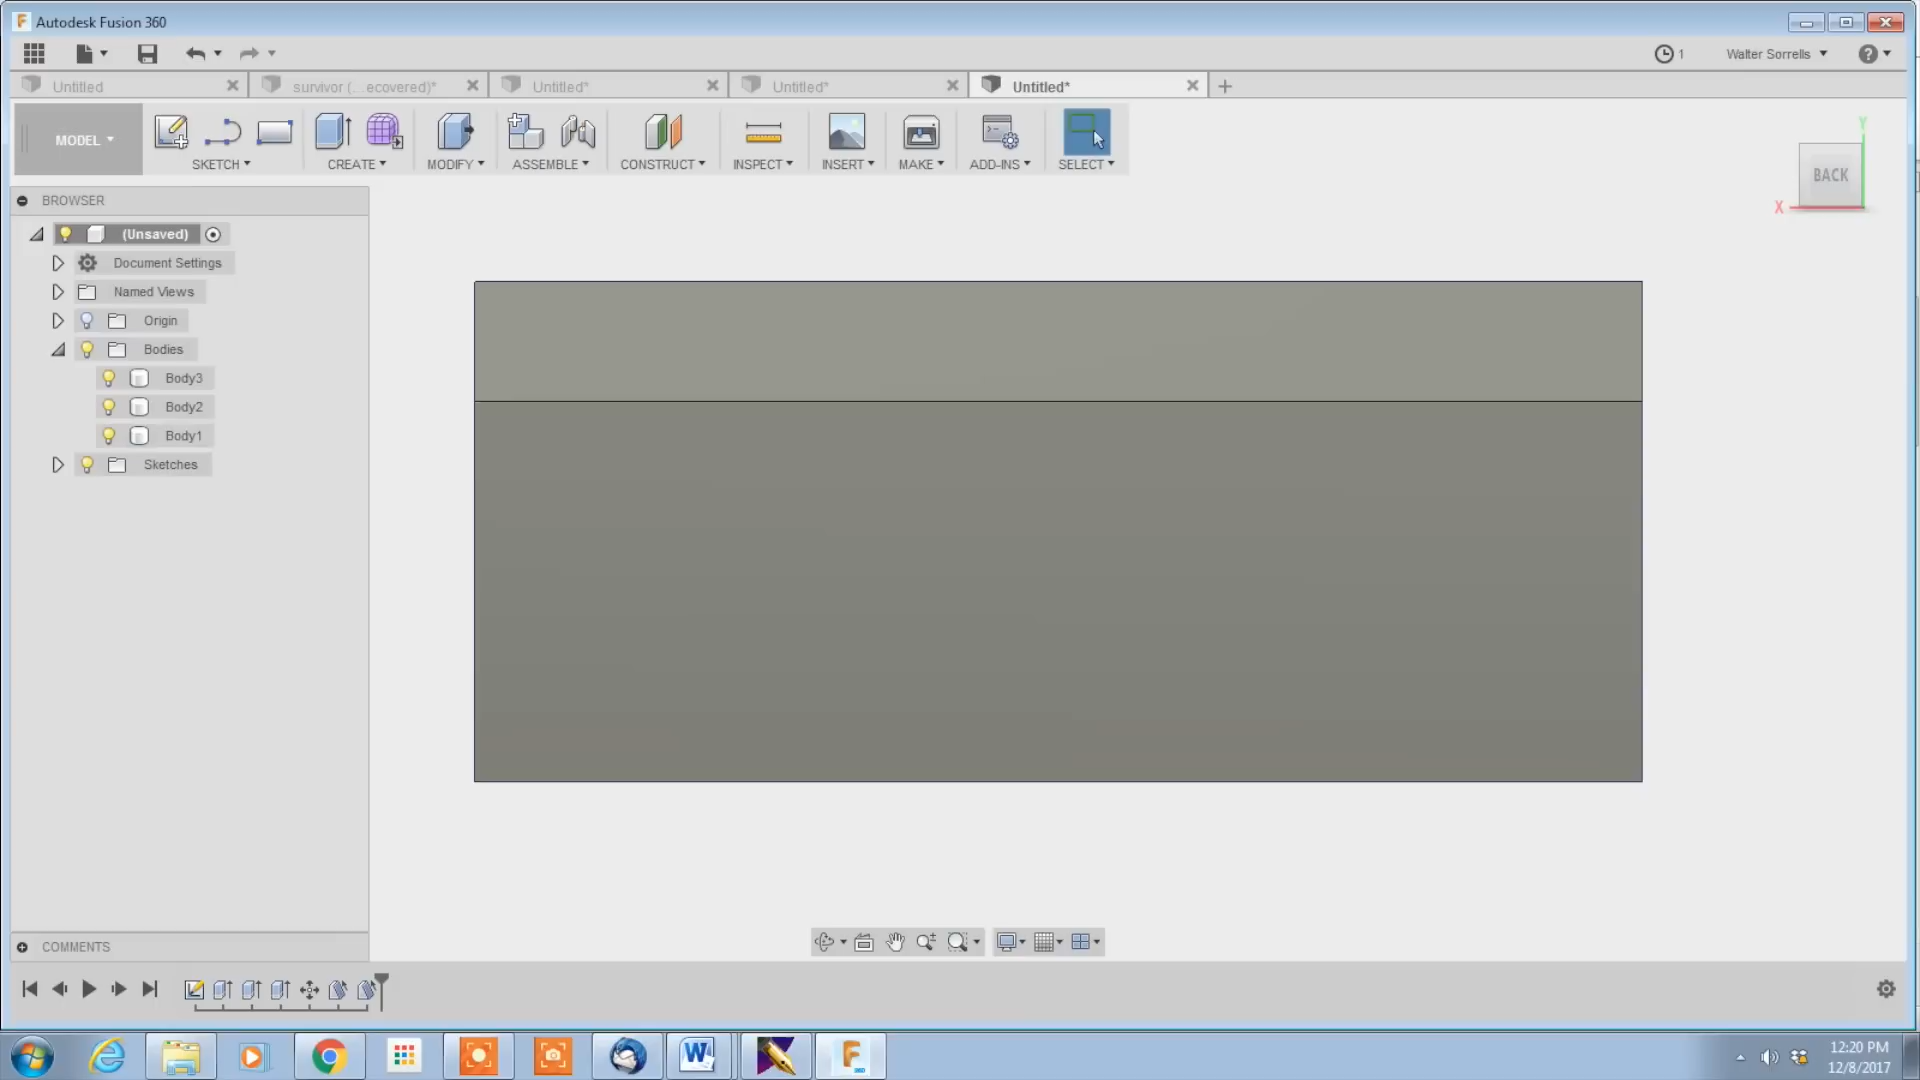 Autodesk Fusion 360
1
Walter Sorrells
Untitled
survivor (...ecovered)*
Untitled*
Untitled*
Untitled*
MODEL
SKETCH
CREATE
MODIFY
ASSEMBLE
CONSTRUCT
INSPECT
INSERT
MAKE
ADD-INS
SELECT
Y
BACK
X
BROWSER
(Unsaved)
Document Settings
Named Views
Origin
Bodies
Body3
Body2
Body1
Sketches
COMMENTS
12:20 PM
12/8/2017